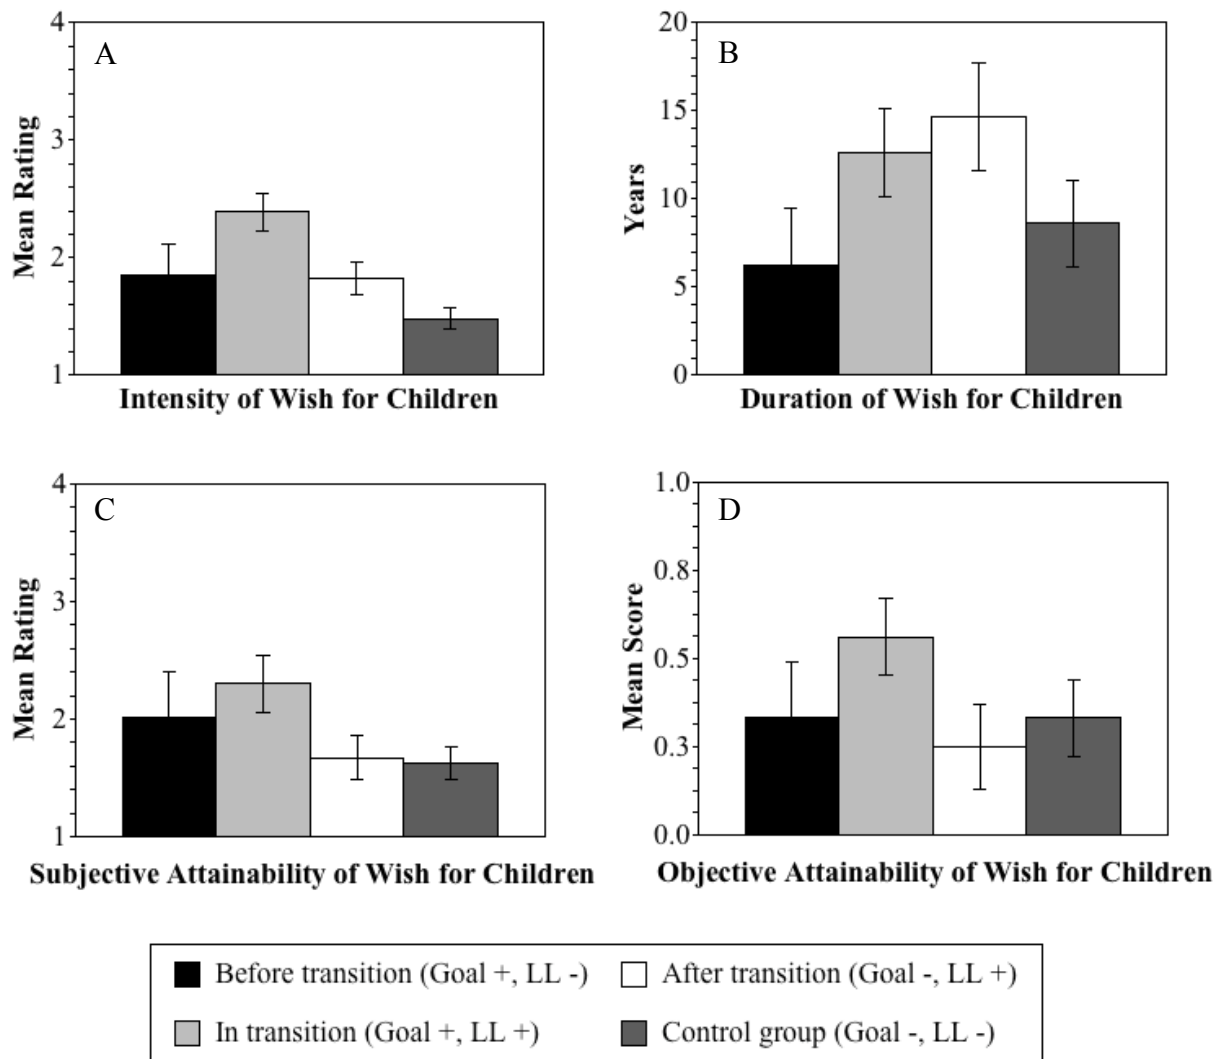 A
4
3
2
1
Mean Rating
Intensity of Wish for Children
B
20
15
10
5
0
Years
Duration of Wish for Children
C
4
3
2
1
Mean Rating
Subjective Attainability of Wish for Children
D
1.0
0.8
0.5
0.3
0.0
Mean Score
Objective Attainability of Wish for Children
Before transition (Goal +, LL -)
After transition (Goal -, LL +)
In transition (Goal +, LL +)
Control group (Goal -, LL -)